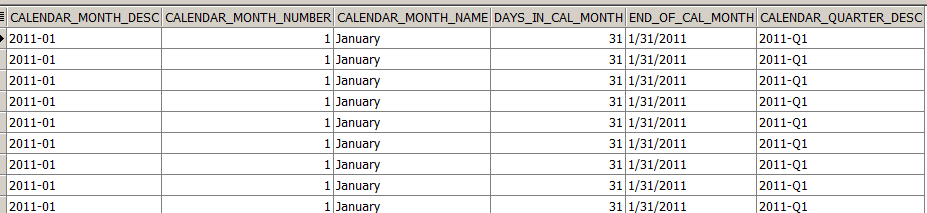 CALENDAR_MONTH_DESC CALENDAR_MONTH_NUMBER CALENDAR_MONTH_NAME DAYS_IN_CAL_MONTH END_OF_CAL_MONTH CALENDAR_QUARTER_DESC
2011-01 1 January 31 1/31/2011 2011-Q1
2011-01 1 January 31 1/31/2011 2011-Q1
2011-01 1 January 31 1/31/2011 2011-Q1
2011-01 1 January 31 1/31/2011 2011-Q1
2011-01 1 January 31 1/31/2011 2011-Q1
2011-01 1 January 31 1/31/2011 2011-Q1
2011-01 1 January 31 1/31/2011 2011-Q1
2011-01 1 January 31 1/31/2011 2011-Q1
2011-01 1 January 31 1/31/2011 2011-Q1